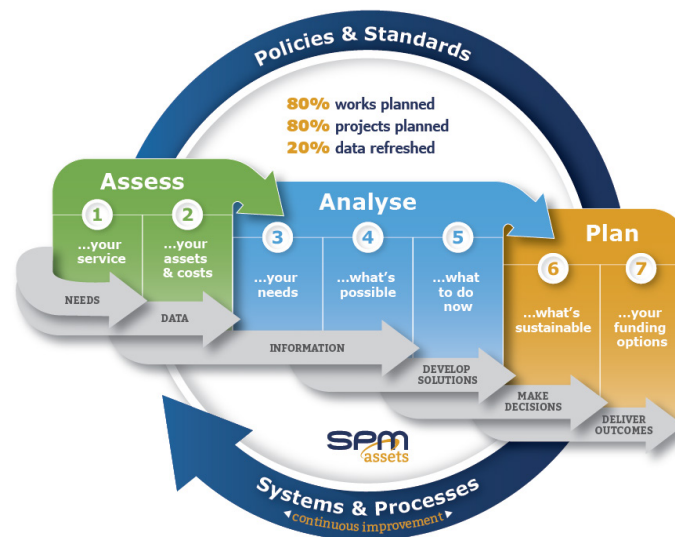 Policies & Standards
80% works planned
80% projects planned
20% data refreshed
Assess
1
...your
service
2
...your
assets
& costs
Analyse
3
...your
needs
4
...what's
possible
5
...what
to do
now
Plan
6
...what's
sustainable
7
...your
funding
options
NEEDS
DATA
INFORMATION
DEVELOP
SOLUTIONS
MAKE
DECISIONS
DELIVER
OUTCOMES
SPM
assets
Systems & Processes
continuous improvement